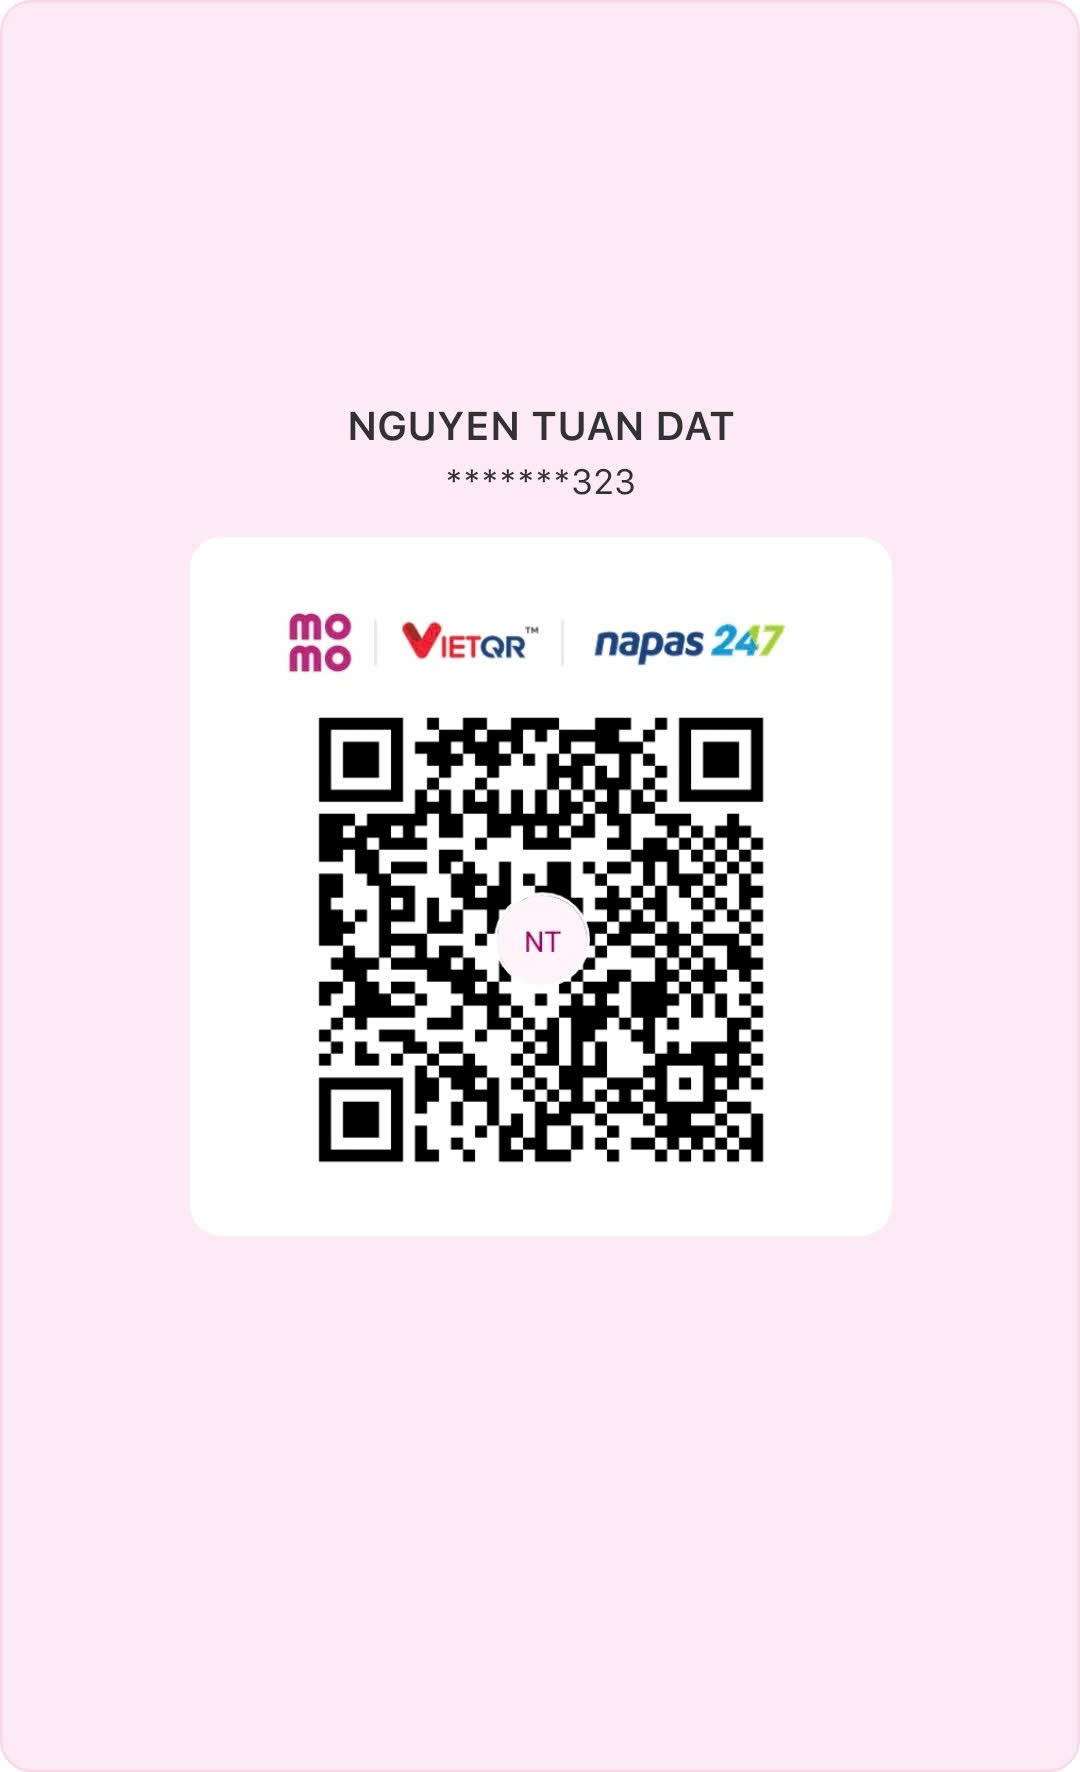 NGUYEN TUAN DAT
*******323
mo
mo
VIETQR™
napas 247
NT